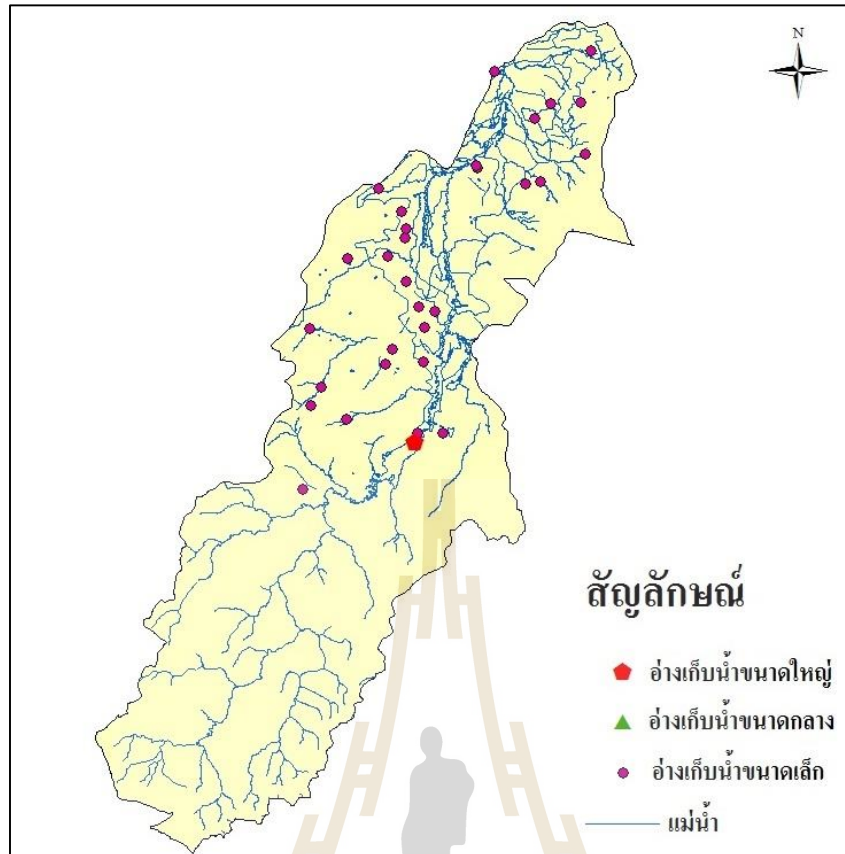 N
สัญลักษณ์
อ่างเก็บน้ำขนาดใหญ่
อ่างเก็บน้ำขนาดกลาง
อ่างเก็บน้ำขนาดเล็ก
แม่น้ำ